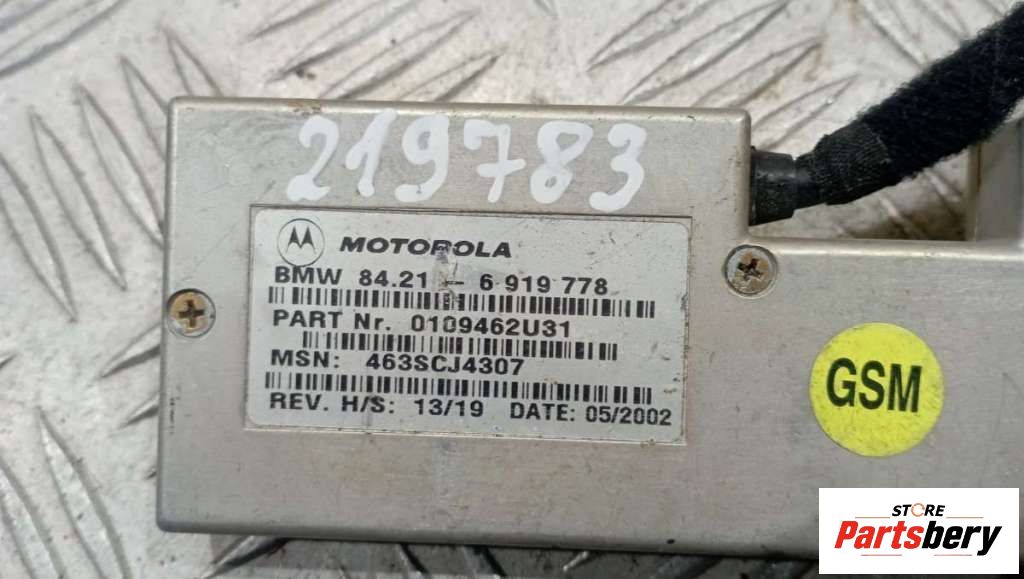 219783
MOTOROLA
BMW 84.21 – 6 919 778
PART Nr. 0109462U31
MSN: 463SCJ4307
REV. H/S: 13/19 DATE: 05/2002
GSM
STORE
Partsbery